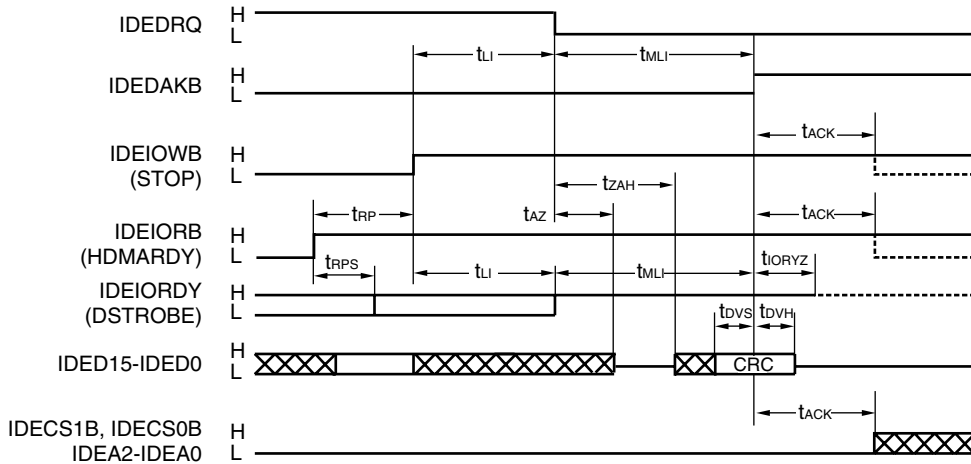 IDEDRQ H
L
tLI tMLI
IDEDAKB H
L
tACK
IDEIOWB H
(STOP) L
tZAH
tRP tAZ tACK
IDEIORB H
(HDMARDY) L
tRPS tLI tMLI tIORYZ
IDEIORDY H
(DSTROBE) L
tDVS tDVH
IDED15-IDED0 H
L
CRC
tACK
IDECS1B, IDECS0B H
IDEA2-IDEA0 L